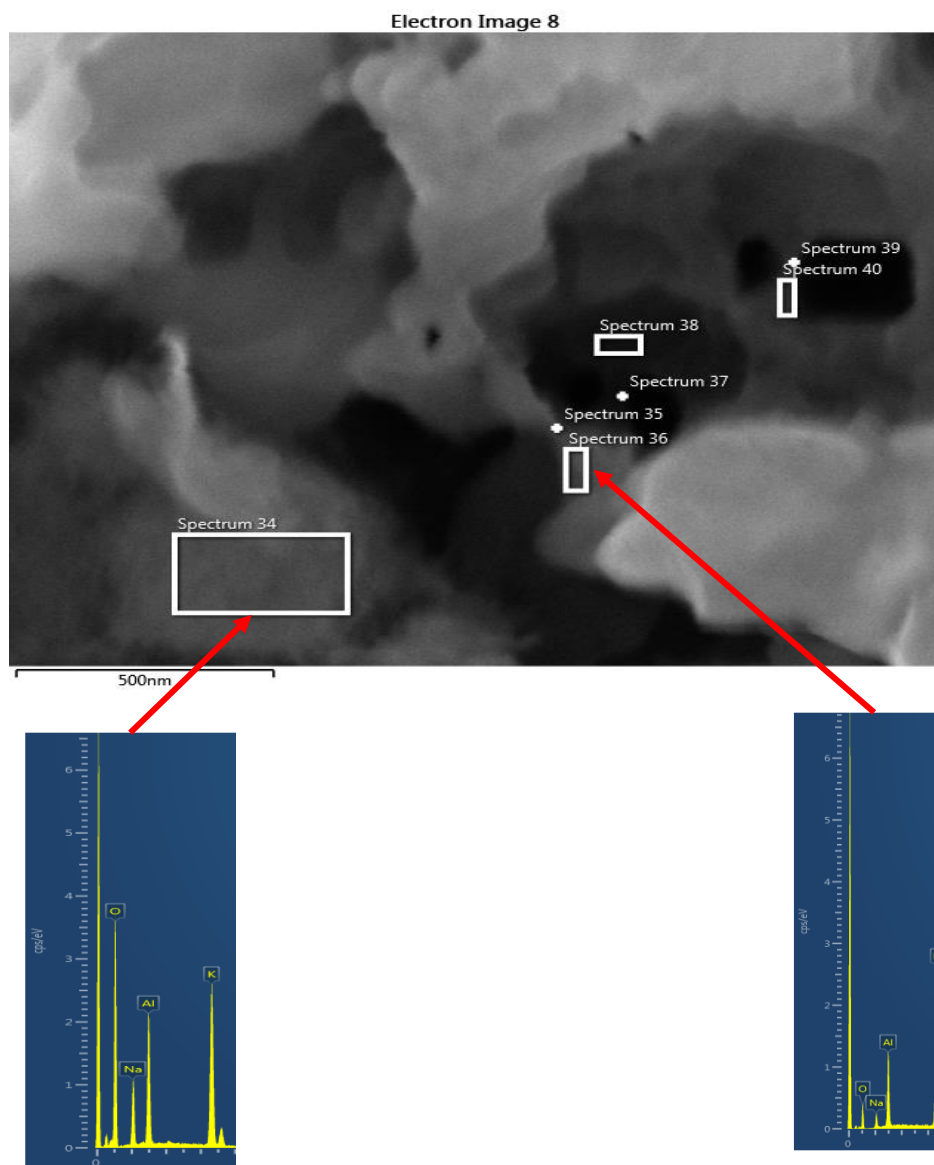 Electron Image 8
Spectrum 39
Spectrum 40
Spectrum 38
Spectrum 37
Spectrum 35
Spectrum 36
Spectrum 34
500nm
6
5
4
3
2
1
0
cps/eV
O
Na
Al
K
0
6
5
4
3
2
1
0
cps/eV
O
Na
Al
0